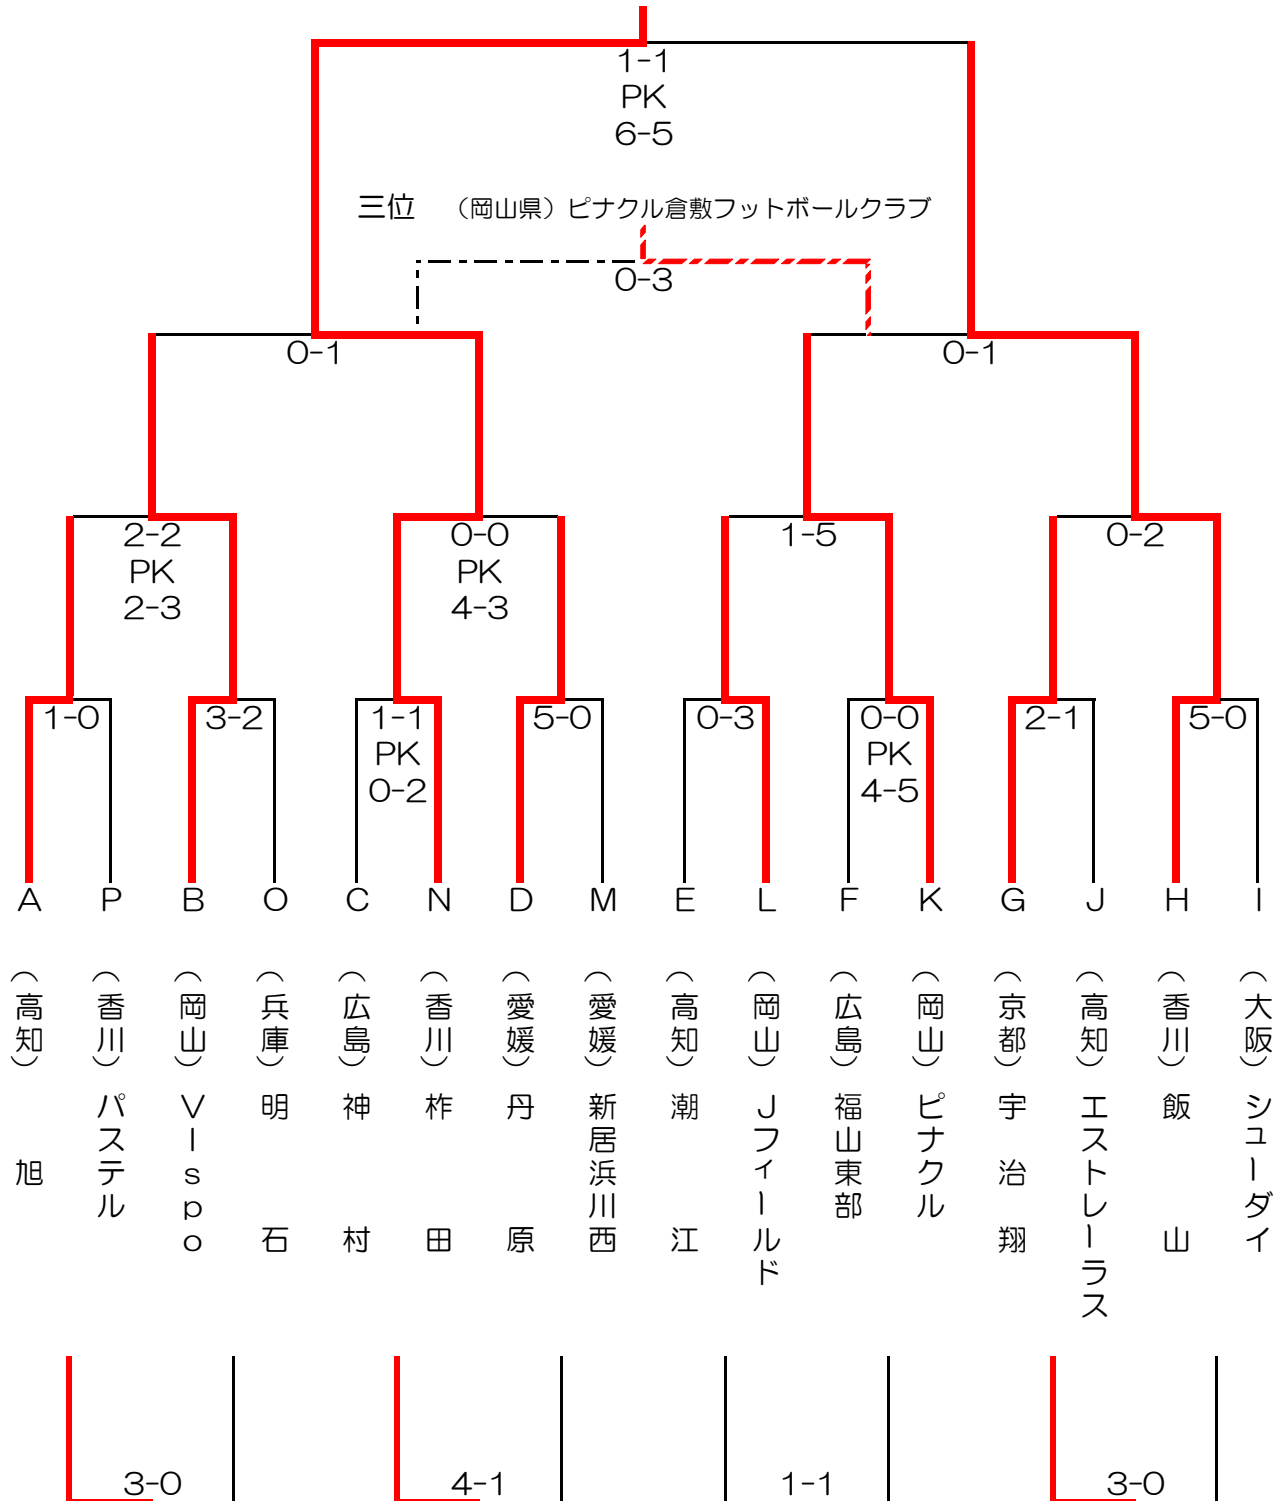 1-1
PK
6-5
三位 （岡山県）ピナクル倉敷フットボールクラブ
0-3
0-1 0-1
2-2 0-0 1-5 0-2
PK PK
2-3 4-3
1-0 3-2 1-1 5-0 0-3 0-0 2-1 5-0
PK PK
0-2 4-5
A P B O C N D M E L F K G J H I
（高知）旭
（香川）パステル
（岡山）VIspo
（兵庫）明石
（広島）神村
（香川）柞田
（愛媛）丹原
（愛媛）新居浜川西
（高知）潮江
（岡山）Jフィールド
（広島）福山東部
（岡山）ピナクル
（京都）宇治翔
（高知）エストレーラス
（香川）飯山
（大阪）シューダイ
3-0 4-1 1-1 3-0